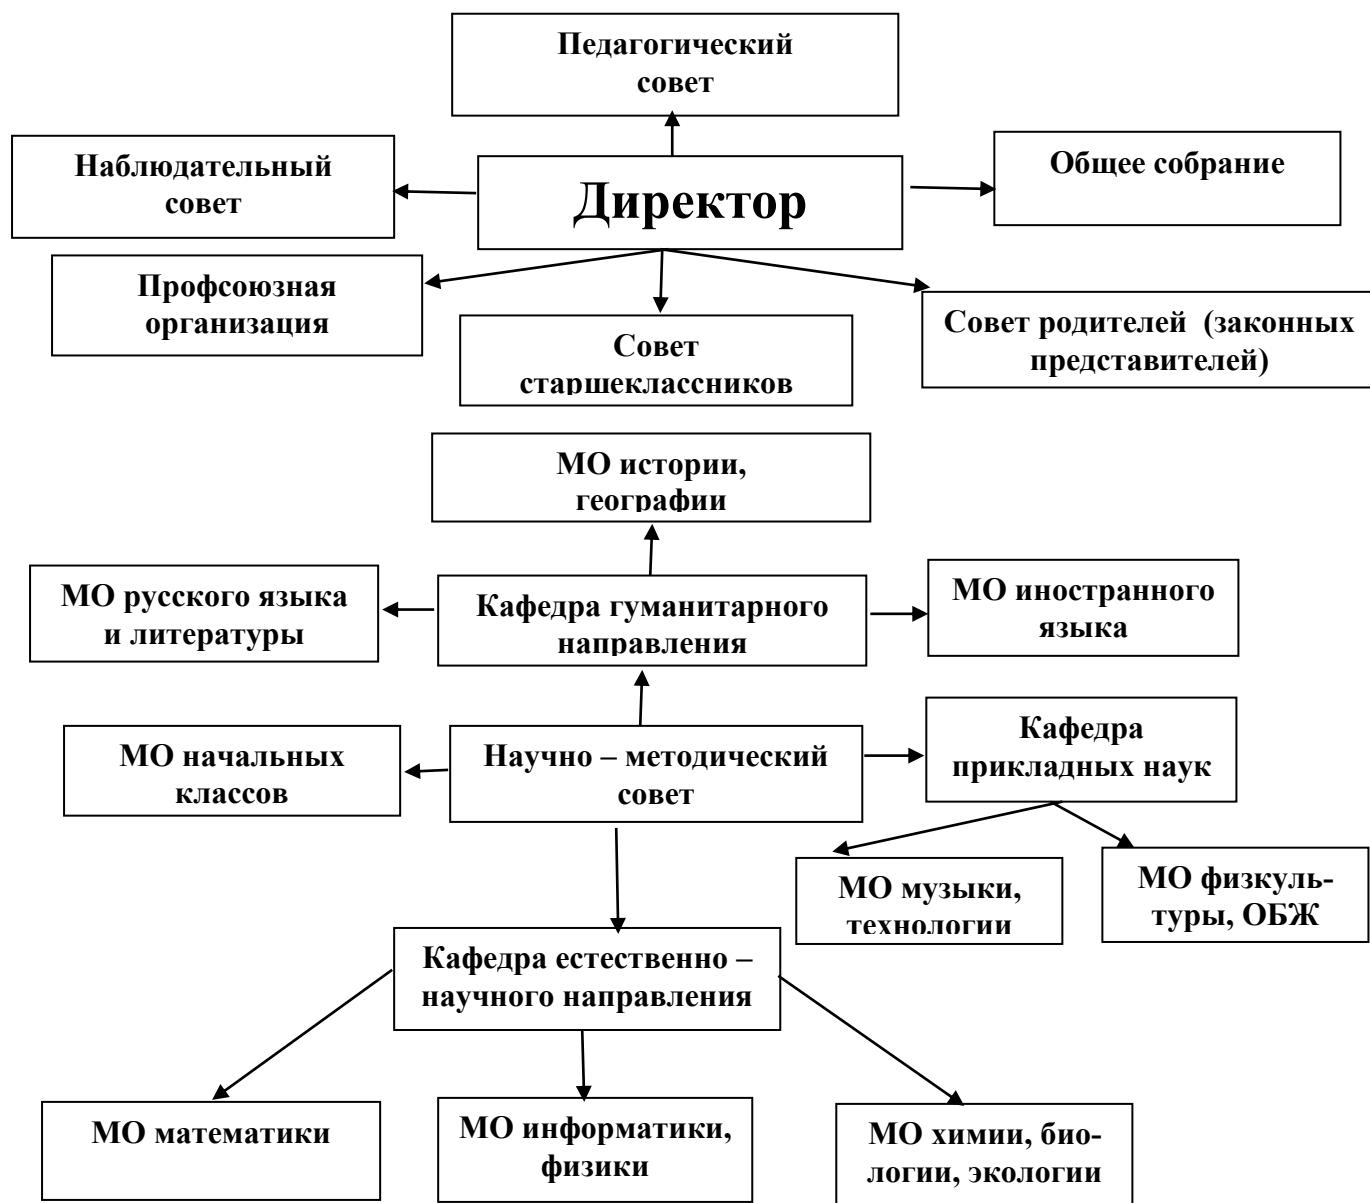 Педагогический
совет
Наблюдательный
совет
Директор
Общее собрание
Профсоюзная
организация
Совет
старшеклассников
Совет родителей (законных
представителей)
МО истории,
географии
МО русского языка
и литературы
Кафедра гуманитарного
направления
МО иностранного
языка
МО начальных
классов
Научно – методический
совет
Кафедра
прикладных наук
МО музыки,
технологии
МО физкуль-
туры, ОБЖ
Кафедра естественно –
научного направления
МО математики
МО информатики,
физики
МО химии, био-
логии, экологии